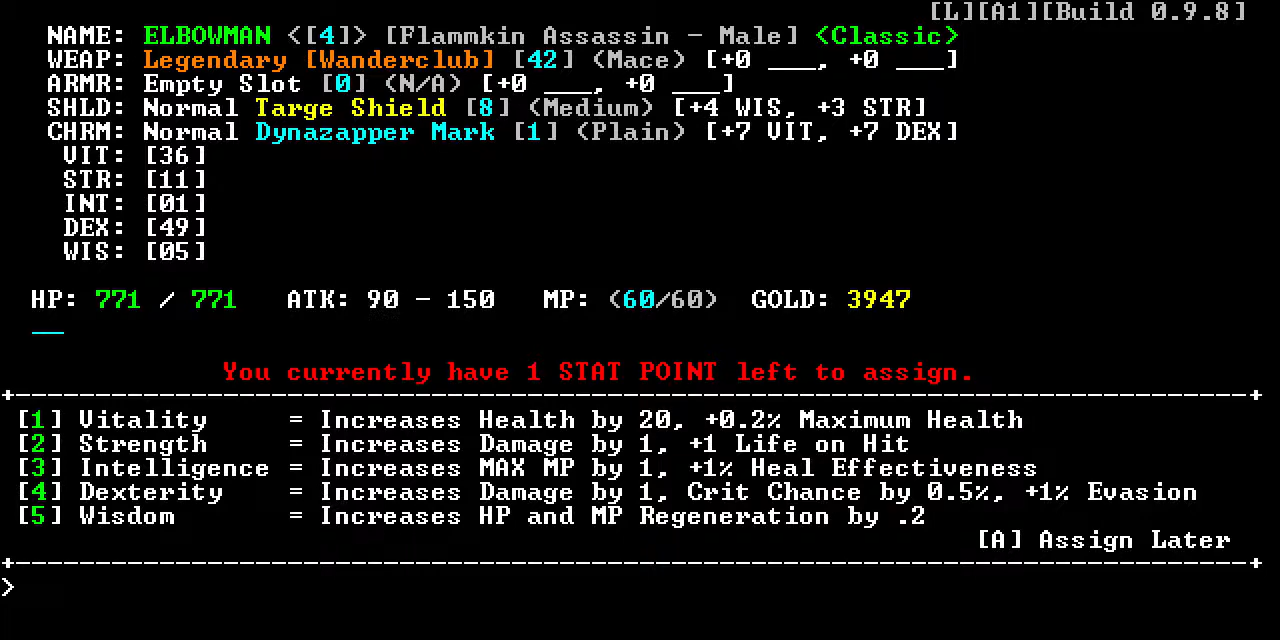 [L][A1][Build 0.9.8]
NAME: ELBOWMAN <[4]> [Flammkin Assassin - Male] <Classic>
WEAP: Legendary [Wanderclub] [42] (Mace) [+0 ___, +0 ___]
ARMR: Empty Slot [0] (N/A) [+0 ___, +0 ___]
SHLD: Normal Targe Shield [8] (Medium) [+4 WIS, +3 STR]
CHRM: Normal Dynazapper Mark [1] (Plain) [+7 VIT, +7 DEX]
VIT: [36]
STR: [11]
INT: [01]
DEX: [49]
WIS: [05]
HP: 771 / 771 ATK: 90 - 150 MP: (60/60) GOLD: 3947
You currently have 1 STAT POINT left to assign.
[1] Vitality = Increases Health by 20, +0.2% Maximum Health
[2] Strength = Increases Damage by 1, +1 Life on Hit
[3] Intelligence = Increases MAX MP by 1, +1% Heal Effectiveness
[4] Dexterity = Increases Damage by 1, Crit Chance by 0.5%, +1% Evasion
[5] Wisdom = Increases HP and MP Regeneration by .2
[A] Assign Later
>